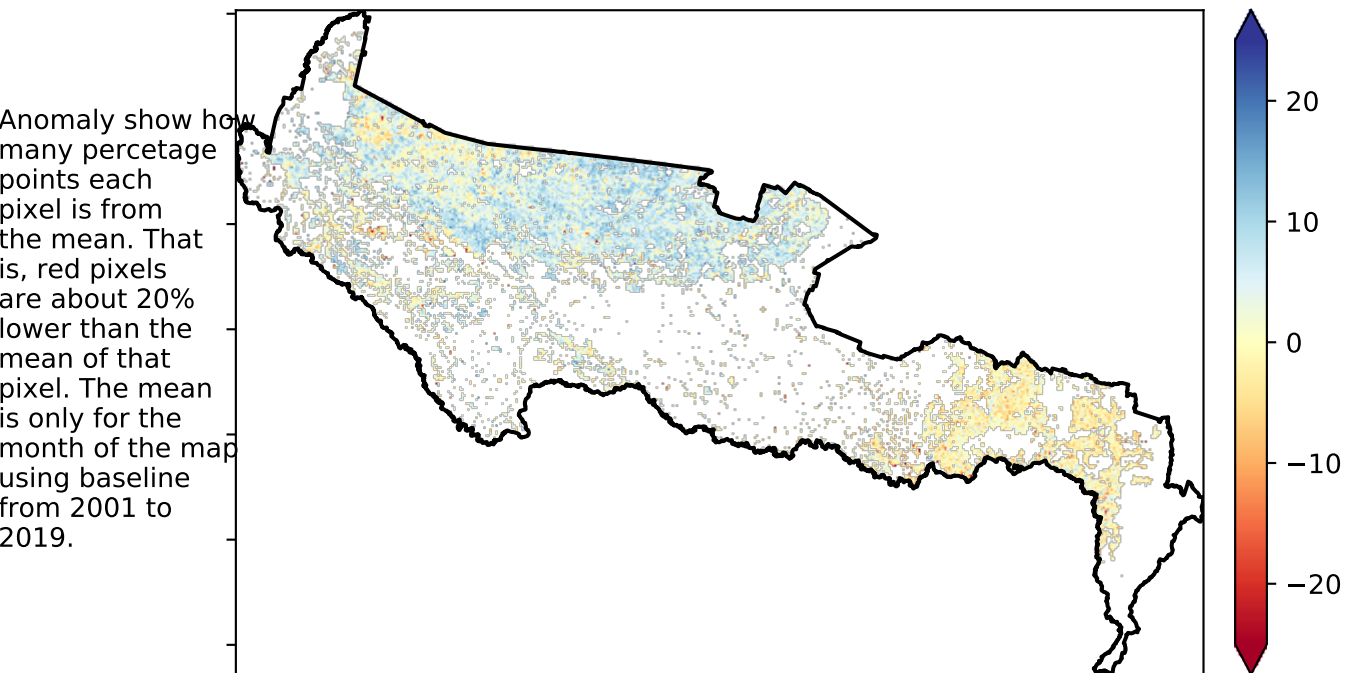 Anomaly show how
many percetage
points each
pixel is from
the mean. That
is, red pixels
are about 20%
lower than the
mean of that
pixel. The mean
is only for the
month of the map
using baseline
from 2001 to
2019.
20
10
0
−10
−20